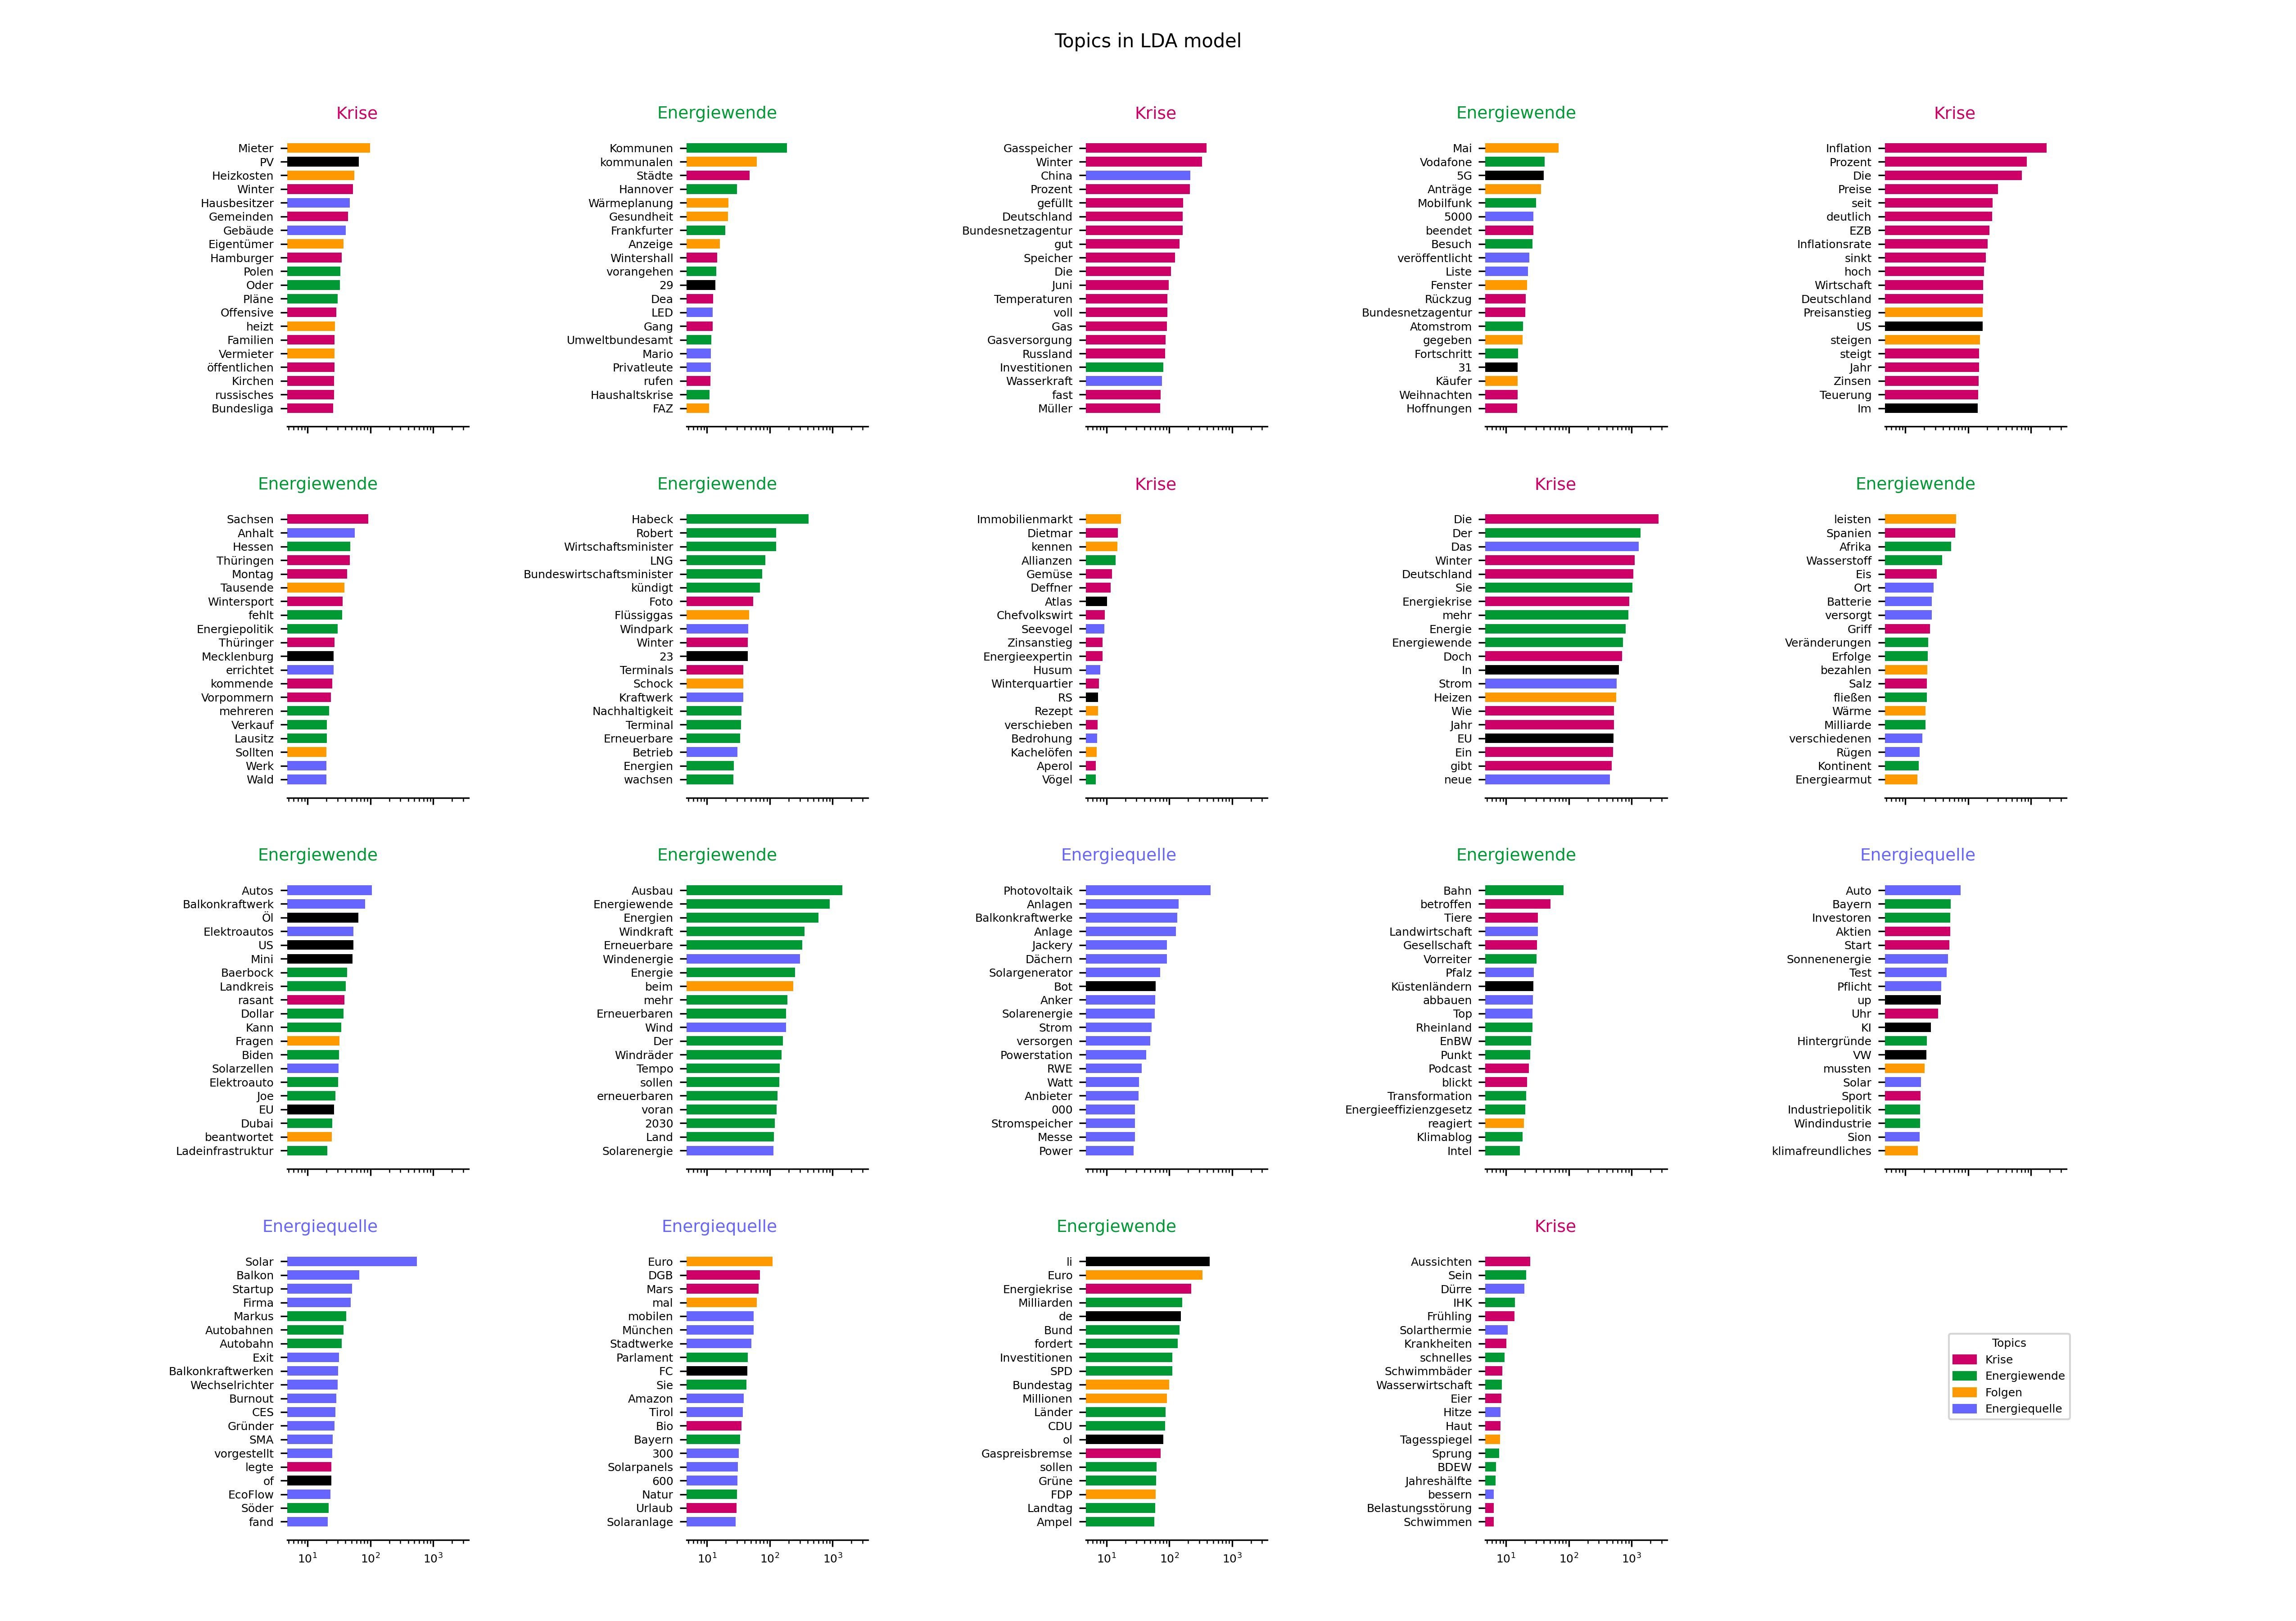 Topics in LDA model
Krise
Mieter
PV
Heizkosten
Winter
Hausbesitzer
Gemeinden
Gebäude
Eigentümer
Hamburger
Polen
Oder
Pläne
Offensive
heizt
Familien
Vermieter
öffentlichen
Kirchen
russisches
Bundesliga
Energiewende
Kommunen
kommunalen
Städte
Hannover
Wärmeplanung
Gesundheit
Frankfurter
Anzeige
Wintershall
vorangehen
29
Dea
LED
Gang
Umweltbundesamt
Mario
Privatleute
rufen
Haushaltskrise
FAZ
Krise
Gasspeicher
Winter
China
Prozent
gefüllt
Deutschland
Bundesnetzagentur
gut
Speicher
Die
Juni
Temperaturen
voll
Gas
Gasversorgung
Russland
Investitionen
Wasserkraft
fast
Müller
Energiewende
Mai
Vodafone
5G
Anträge
Mobilfunk
5000
beendet
Besuch
veröffentlicht
Liste
Fenster
Rückzug
Bundesnetzagentur
Atomstrom
gegeben
Fortschritt
31
Käufer
Weihnachten
Hoffnungen
Krise
Inflation
Prozent
Die
Preise
seit
deutlich
EZB
Inflationsrate
sinkt
hoch
Wirtschaft
Deutschland
Preisanstieg
US
steigen
steigt
Jahr
Zinsen
Teuerung
Im
Energiewende
Sachsen
Anhalt
Hessen
Thüringen
Montag
Tausende
Wintersport
fehlt
Energiepolitik
Thüringer
Mecklenburg
errichtet
kommende
Vorpommern
mehreren
Verkauf
Lausitz
Sollten
Werk
Wald
Energiewende
Habeck
Robert
Wirtschaftsminister
LNG
Bundeswirtschaftsminister
kündigt
Foto
Flüssiggas
Windpark
Winter
23
Terminals
Schock
Kraftwerk
Nachhaltigkeit
Terminal
Erneuerbare
Betrieb
Energien
wachsen
Krise
Immobilienmarkt
Dietmar
kennen
Allianzen
Gemüse
Deffner
Atlas
Chefvolkswirt
Seevogel
Zinsanstieg
Energieexpertin
Husum
Winterquartier
RS
Rezept
verschieben
Bedrohung
Kachelöfen
Aperol
Vögel
Krise
Die
Der
Das
Winter
Deutschland
Sie
Energiekrise
mehr
Energie
Energiewende
Doch
In
Strom
Heizen
Wie
Jahr
EU
Ein
gibt
neue
Energiewende
leisten
Spanien
Afrika
Wasserstoff
Eis
Ort
Batterie
versorgt
Griff
Veränderungen
Erfolge
bezahlen
Salz
fließen
Wärme
Milliarde
verschiedenen
Rügen
Kontinent
Energiearmut
Energiewende
Autos
Balkonkraftwerk
Öl
Elektroautos
US
Mini
Baerbock
Landkreis
rasant
Dollar
Kann
Fragen
Biden
Solarzellen
Elektroauto
Joe
EU
Dubai
beantwortet
Ladeinfrastruktur
Energiewende
Ausbau
Energiewende
Energien
Windkraft
Erneuerbare
Windenergie
Energie
beim
mehr
Erneuerbaren
Wind
Der
Windräder
Tempo
sollen
erneuerbaren
voran
2030
Land
Solarenergie
Energiequelle
Photovoltaik
Anlagen
Balkonkraftwerke
Anlage
Jackery
Dächern
Solargenerator
Bot
Anker
Solarenergie
Strom
versorgen
Powerstation
RWE
Watt
Anbieter
000
Stromspeicher
Messe
Power
Energiewende
Bahn
betroffen
Tiere
Landwirtschaft
Gesellschaft
Vorreiter
Pfalz
Küstenländern
abbauen
Top
Rheinland
EnBW
Punkt
Podcast
blickt
Transformation
Energieeffizienzgesetz
reagiert
Klimablog
Intel
Energiequelle
Auto
Bayern
Investoren
Aktien
Start
Sonnenenergie
Test
Pflicht
up
Uhr
KI
Hintergründe
VW
mussten
Solar
Sport
Industriepolitik
Windindustrie
Sion
klimafreundliches
Energiequelle
Solar
Balkon
Startup
Firma
Markus
Autobahnen
Autobahn
Exit
Balkonkraftwerken
Wechselrichter
Burnout
CES
Gründer
SMA
vorgestellt
legte
of
EcoFlow
Söder
fand
10¹ 10² 10³
Energiequelle
Euro
DGB
Mars
mal
mobilen
München
Stadtwerke
Parlament
FC
Sie
Amazon
Tirol
Bio
Bayern
300
Solarpanels
600
Natur
Urlaub
Solaranlage
10¹ 10² 10³
Energiewende
li
Euro
Energiekrise
Milliarden
de
Bund
fordert
Investitionen
SPD
Bundestag
Millionen
Länder
CDU
ol
Gaspreisbremse
sollen
Grüne
FDP
Landtag
Ampel
10¹ 10² 10³
Krise
Aussichten
Sein
Dürre
IHK
Frühling
Solarthermie
Krankheiten
schnelles
Schwimmbäder
Wasserwirtschaft
Eier
Hitze
Haut
Tagesspiegel
Sprung
BDEW
Jahreshälfte
bessern
Belastungsstörung
Schwimmen
10¹ 10² 10³
Topics
Krise
Energiewende
Folgen
Energiequelle